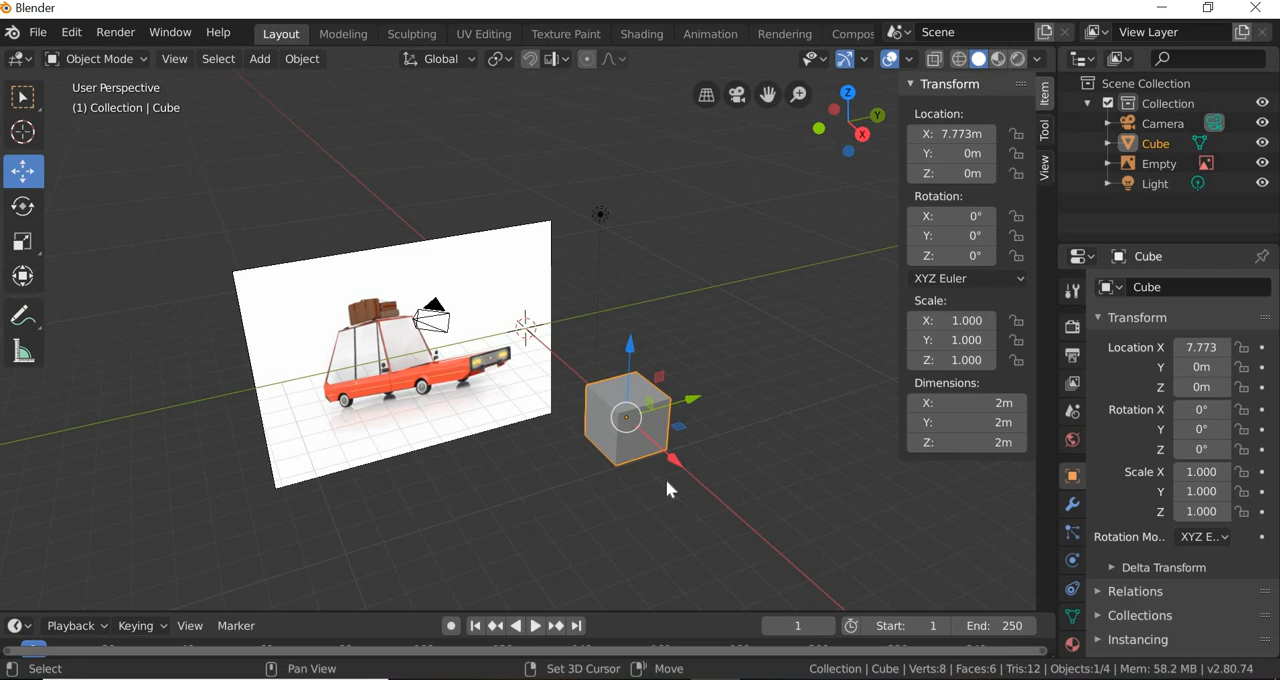 Blender
File Edit Render Window Help Layout Modeling Sculpting UV Editing Texture Paint Shading Animation Rendering Compos Scene View Layer
Object Mode View Select Add Object Global
User Perspective
(1) Collection | Cube
Z
Y
X
Transform
Location:
X: 7.773m
Y: 0m
Z: 0m
Rotation:
X: 0°
Y: 0°
Z: 0°
XYZ Euler
Scale:
X: 1.000
Y: 1.000
Z: 1.000
Dimensions:
X: 2m
Y: 2m
Z: 2m
Item
Tool
View
Scene Collection
Collection
Camera
Cube
Empty
Light
Cube
Cube
Transform
Location X 7.773
Y 0m
Z 0m
Rotation X 0°
Y 0°
Z 0°
Scale X 1.000
Y 1.000
Z 1.000
Rotation Mo.. XYZ E..
Delta Transform
Relations
Collections
Instancing
Playback Keying View Marker 1 Start: 1 End: 250
Select Pan View Set 3D Cursor Move Collection | Cube | Verts:8 | Faces:6 | Tris:12 | Objects:1/4 | Mem: 58.2 MB | v2.80.74